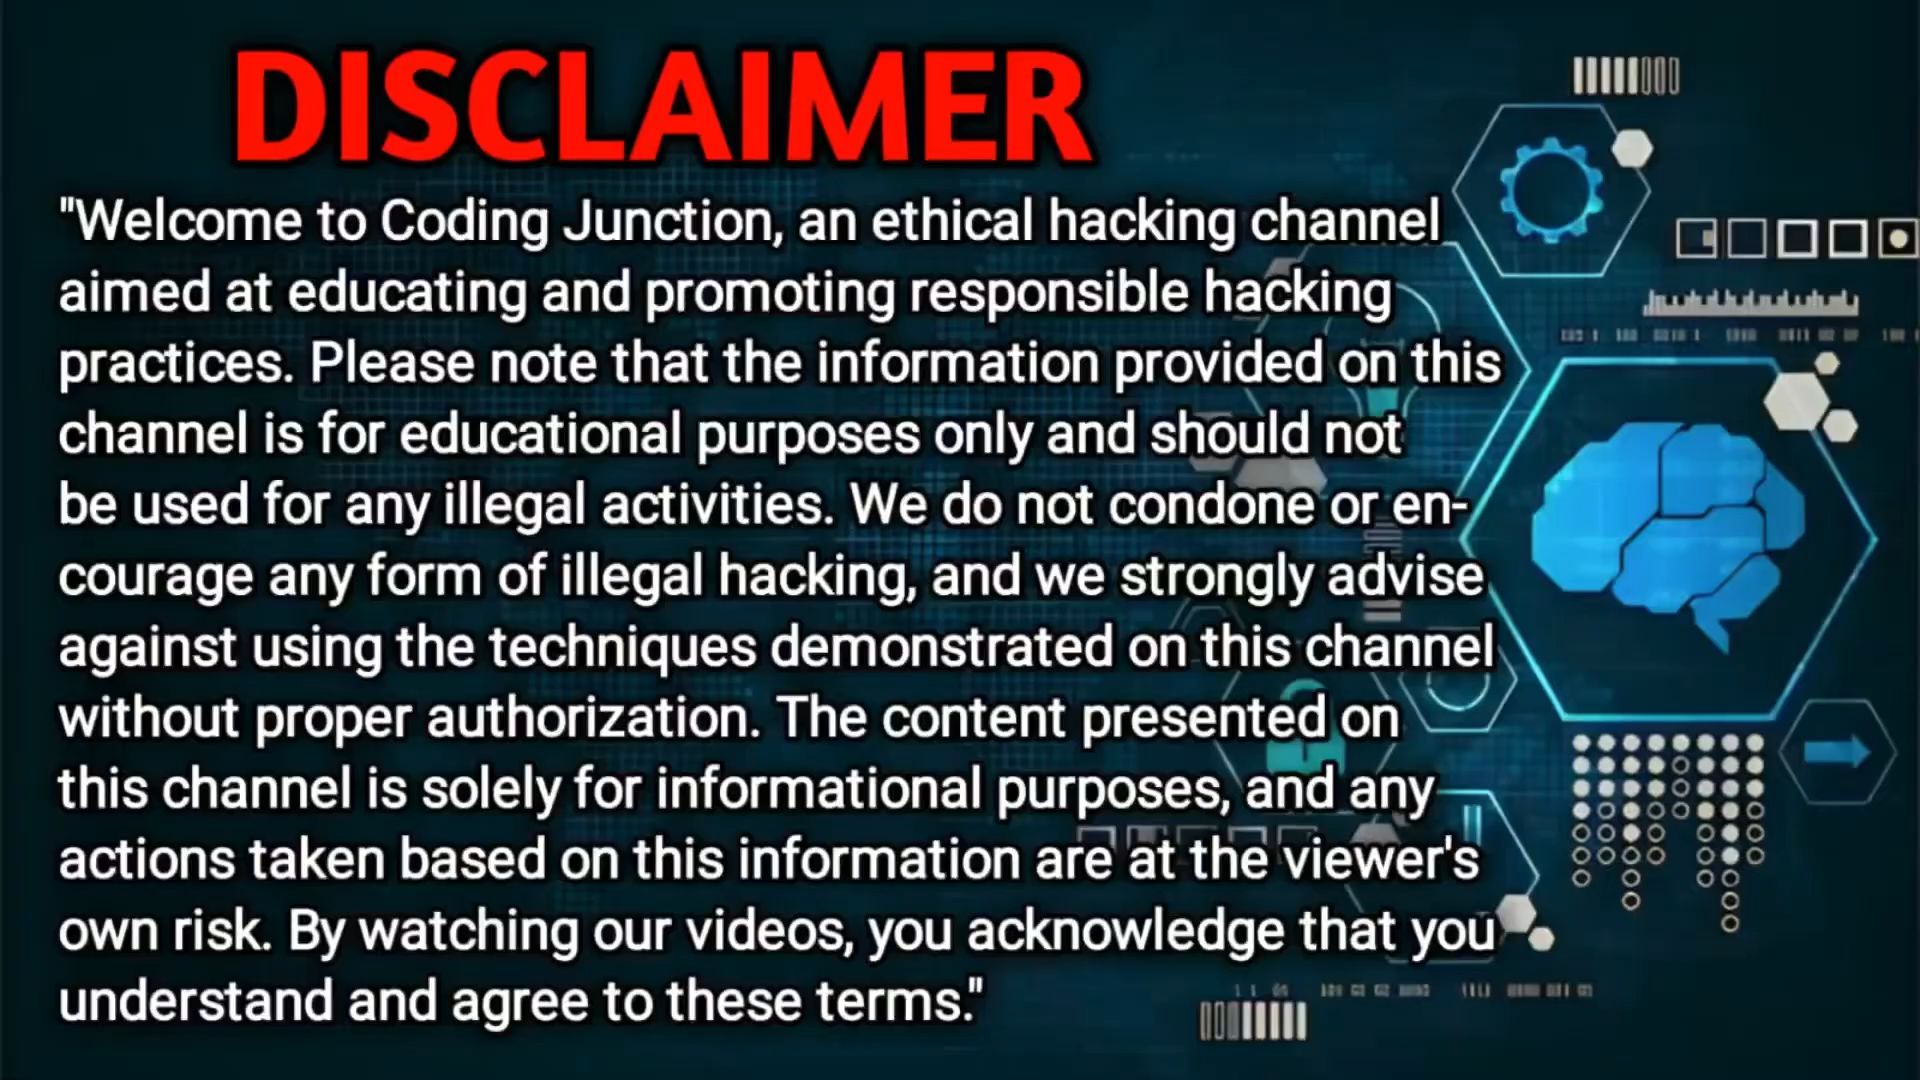 DISCLAIMER
"Welcome to Coding Junction, an ethical hacking channel
aimed at educating and promoting responsible hacking
practices. Please note that the information provided on this
channel is for educational purposes only and should not
be used for any illegal activities. We do not condone or en-
courage any form of illegal hacking, and we strongly advise
against using the techniques demonstrated on this channel
without proper authorization. The content presented on
this channel is solely for informational purposes, and any
actions taken based on this information are at the viewer's
own risk. By watching our videos, you acknowledge that you
understand and agree to these terms."